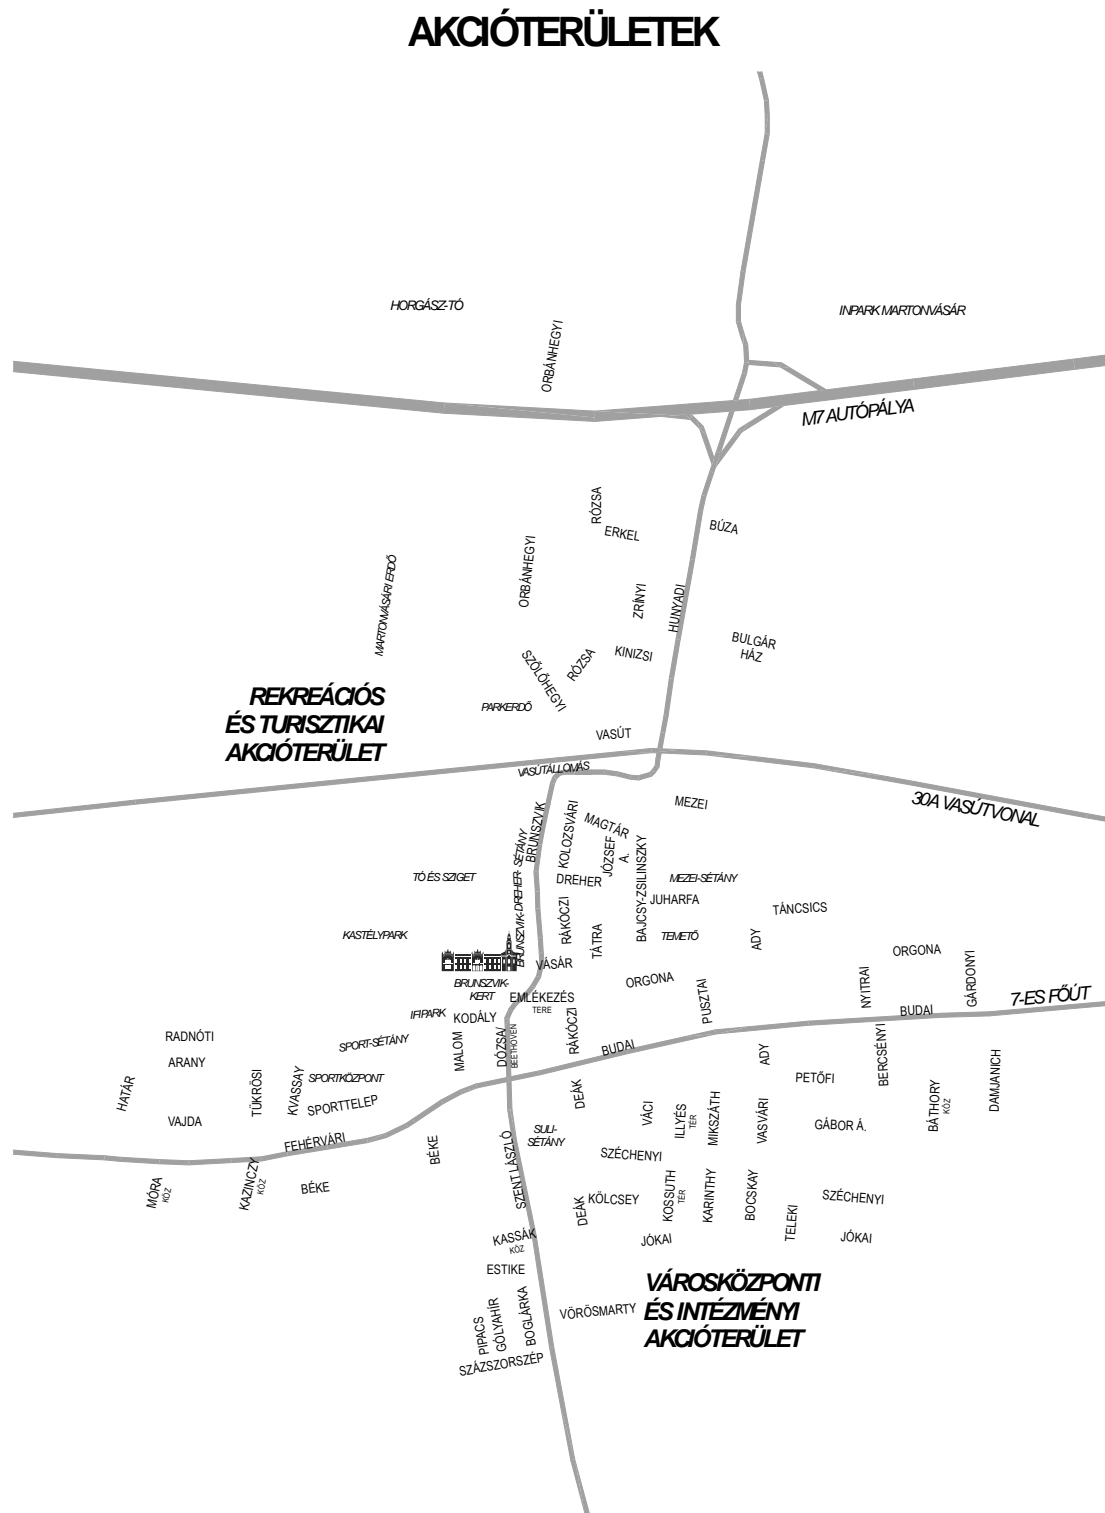 AKCIÓTERÜLETEK
HORGÁSZ-TÓ
INPARK MARTONVÁSÁR
ORBÁNHEGYI
M7 AUTÓPÁLYA
RÓZSA
ERKEL
BÚZA
ORBÁNHEGYI
MARTONVÁSÁRI ERDŐ
ZRÍNYI
HUNYADI
BULGÁR
HÁZ
KINIZSI
RÓZSA
SZŐLŐHEGYI
REKREÁCIÓS
ÉS TURISZTIKAI
AKCIÓTERÜLET
PARKERDŐ
VASÚT
VASÚTÁLLOMÁS
30A VASÚTVONAL
MEZEI
BRUNSZVIK
KOLOZSVÁRI
MAGTÁR
JÓZSEF
A.
BAJCSY-ZSILINSZKY
BRUNSZVIK-DREHER- SÉTÁNY
TÓ ÉS SZIGET
DREHER
MEZEI-SÉTÁNY
JUHARFA
TÁNCSICS
RÁKÓCZI
TÁTRA
TEMETŐ
ADY
KASTÉLYPARK
ORGONA
VÁSÁR
BRUNSZVIK-
KERT
ORGONA
PUSZTAI
NYITRAI
GÁRDONYI
7-ES FŐÚT
EMLÉKEZÉS
TERE
BUDAI
IFIPARK
KODÁLY
RÁKÓCZI
RADNÓTI
SPORT-SÉTÁNY
MALOM
DÓZSA/
BEETHOVEN
BUDAI
ADY
BERCSÉNYI
ARANY
PETŐFI
HATÁR
TÜKRÖSI
KVASSAY
SPORTKÖZPONT
SPORTTELEP
DEÁK
DAMJANICH
BÁTHORY
KÖZ
VAJDA
VÁCI
ILLYÉS
TÉR
MIKSZÁTH
VASVÁRI
GÁBOR Á.
FEHÉRVÁRI
BÉKE
SULI-
SÉTÁNY
SZÉCHENYI
SZENT LÁSZLÓ
MÓRA
KÖZ
KAZINCZY
KÖZ
BÉKE
DEÁK
KÖLCSEY
KOSSUTH
TÉR
KARINTHY
BOCSKAY
TELEKI
SZÉCHENYI
KASSÁK
KÖZ
JÓKAI
JÓKAI
ESTIKE
VÁROSKÖZPONTI
ÉS INTÉZMÉNYI
AKCIÓTERÜLET
PIPACS
GÓLYAHÍR
BOGLÁRKA
VÖRÖSMARTY
SZÁZSZORSZÉP